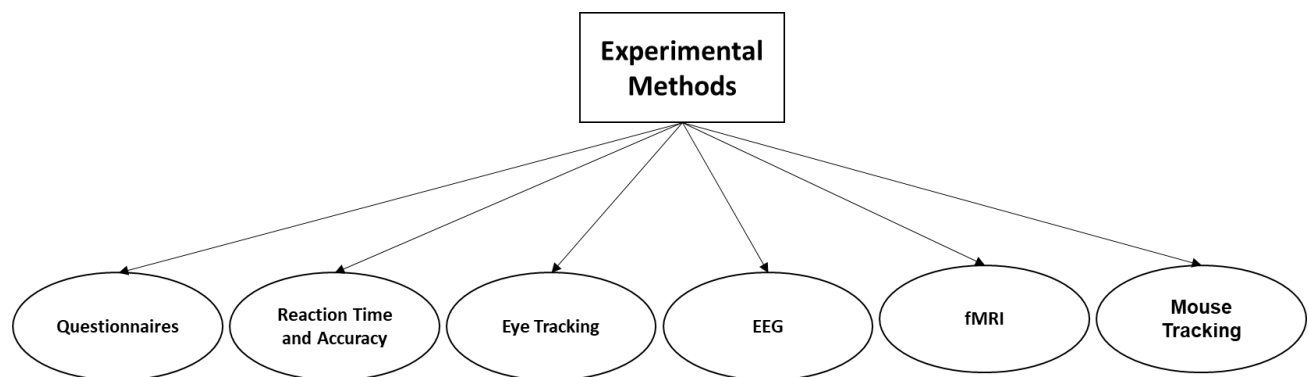 Experimental
Methods
Questionnaires
Reaction Time
and Accuracy
Eye Tracking
EEG
fMRI
Mouse
Tracking